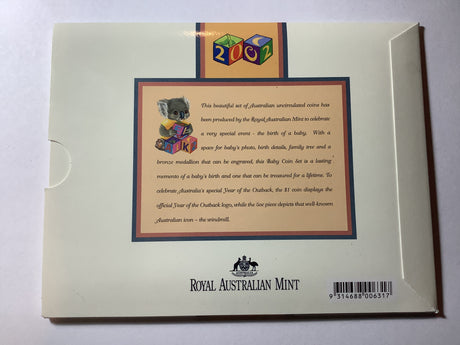 2002
This beautiful set of Australian uncirculated coins has
been produced by the Royal Australian Mint to celebrate
a very special event - the birth of a baby. With a
space for baby's photo, birth details, family tree and a
bronze medallion that can be engraved, this Baby Coin Set is a lasting
momento of a baby's birth and one that can be treasured for a lifetime. To
celebrate Australia's special Year of the Outback, the $1 coin displays the
official Year of the Outback logo, while the 50c piece depicts that well-known
Australian icon – the windmill.
ROYAL AUSTRALIAN MINT
9 314688 006317